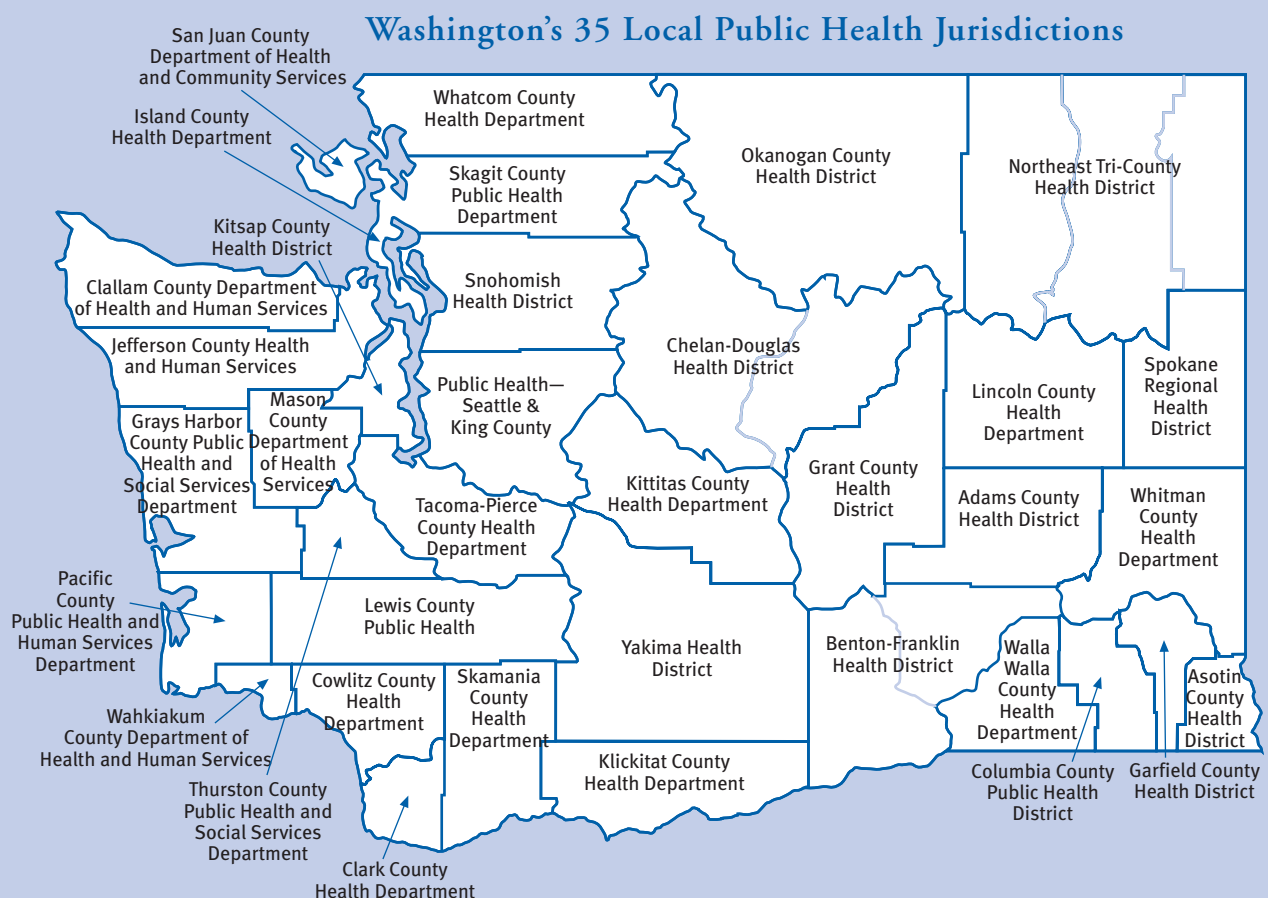 Washington's 35 Local Public Health Jurisdictions
San Juan County
Department of Health
and Community Services
Island County
Health Department
Whatcom County
Health Department
Okanogan County
Health District
Northeast Tri-County
Health District
Skagit County
Public Health
Department
Kitsap County
Health District
Snohomish
Health District
Clallam County Department
of Health and Human Services
Jefferson County Health
and Human Services
Chelan-Douglas
Health District
Public Health—
Seattle &
King County
Lincoln County
Health
Department
Spokane
Regional
Health
District
Mason
County
Department
of Health
Services
Grays Harbor
County Public
Health and
Social Services
Department
Kittitas County
Health Department
Grant County
Health
District
Adams County
Health District
Whitman
County
Health
Department
Tacoma-Pierce
County Health
Department
Pacific
County
Public Health and
Human Services
Department
Lewis County
Public Health
Yakima Health
District
Benton-Franklin
Health District
Walla
Walla
County
Health
Department
Asotin
County
Health
District
Cowlitz County
Health
Department
Skamania
County
Health
Department
Wahkiakum
County Department of
Health and Human Services
Klickitat County
Health Department
Columbia County
Public Health
District
Garfield County
Health District
Thurston County
Public Health and
Social Services
Department
Clark County
Health Department